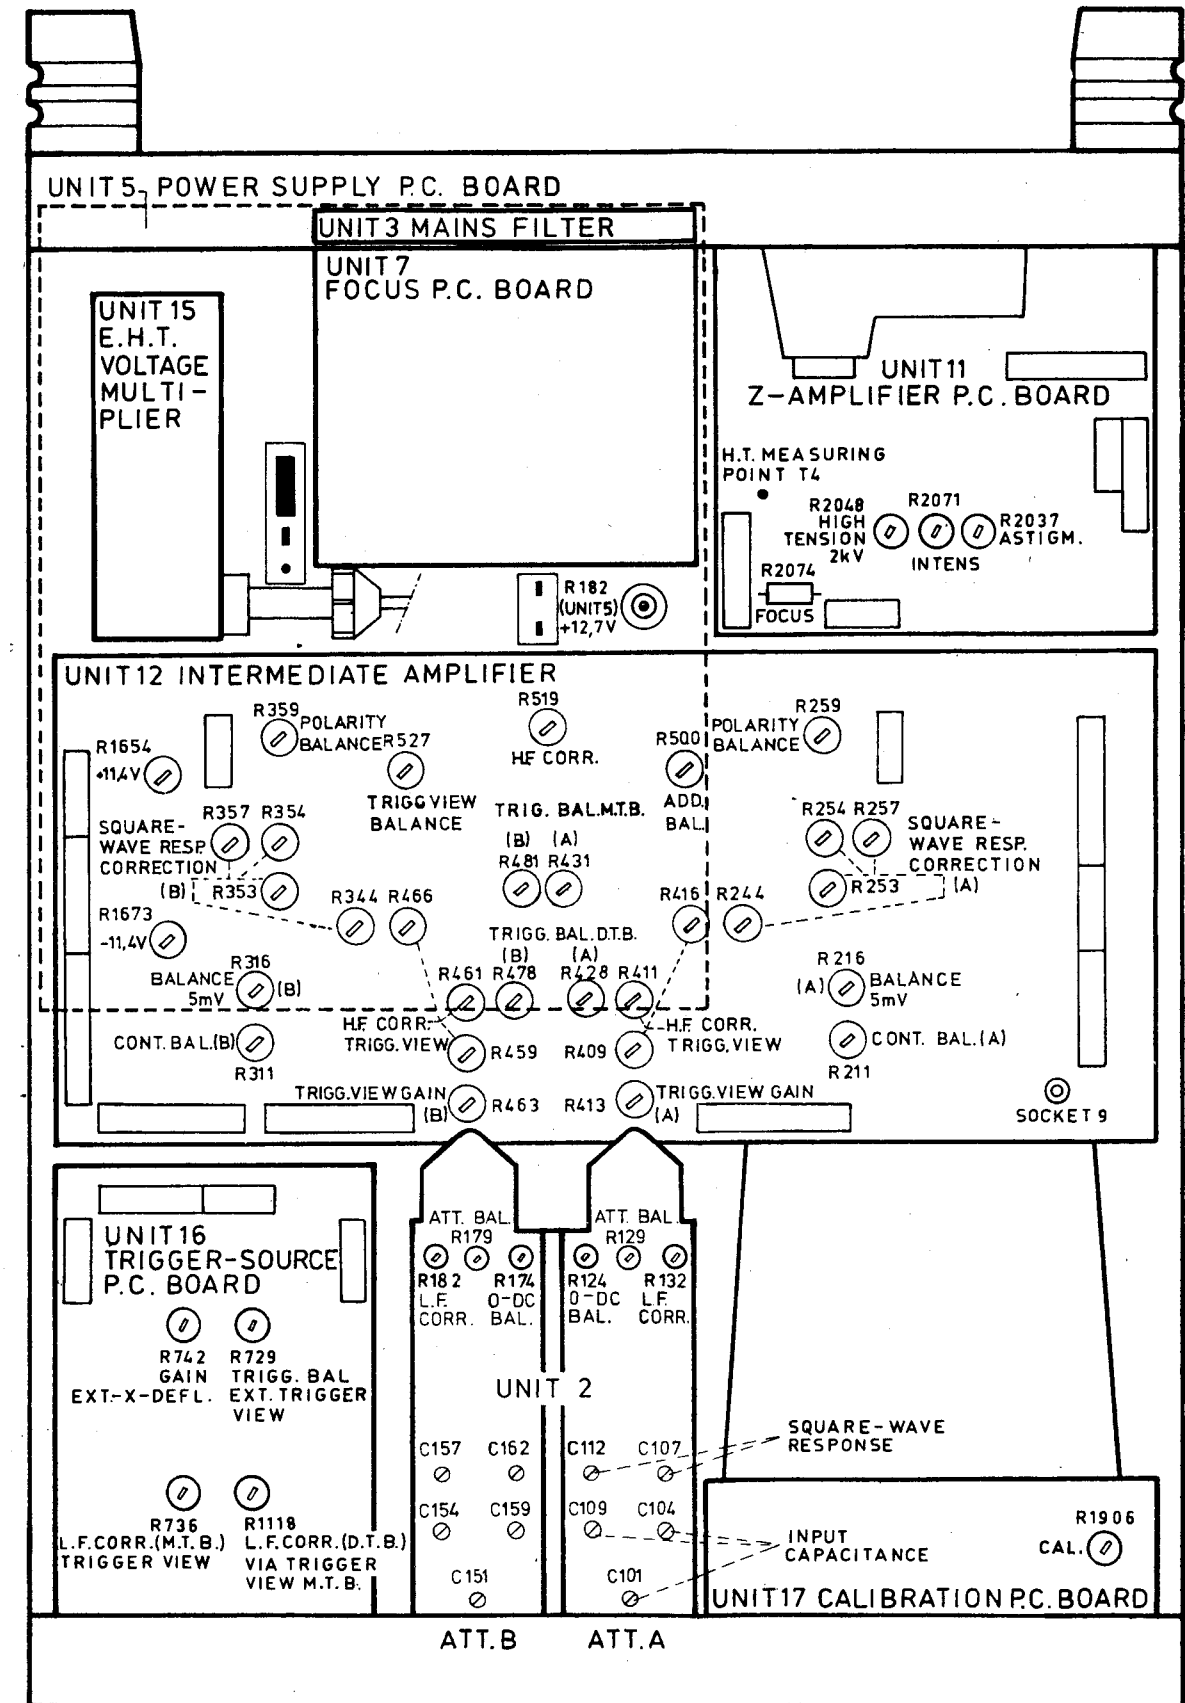 UNIT 5 POWER SUPPLY P.C. BOARD
UNIT 3 MAINS FILTER
UNIT 7
FOCUS P.C. BOARD
UNIT 15
E.H.T.
VOLTAGE
MULTI-
PLIER
UNIT 11
Z-AMPLIFIER P.C. BOARD
H.T. MEASURING
POINT T4
R2048
HIGH
TENSION
2kV
R2071
INTENS
R2037
ASTIGM.
R2074
FOCUS
R182
(UNIT5)
+12,7V
UNIT 12 INTERMEDIATE AMPLIFIER
R359
POLARITY
BALANCE
R527
TRIGG VIEW
BALANCE
R519
H.F CORR.
R500
ADD.
BAL.
R259
POLARITY
BALANCE
R1654
+11,4V
R357 R354
SQUARE-
WAVE RESP.
CORRECTION
(B)
R353
TRIG. BAL.M.T.B.
(B) (A)
R481 R431
R254 R257
SQUARE-
WAVE RESP.
CORRECTION
(A)
R253
R344 R466
R416 R244
R1673
-11,4V
TRIGG. BAL.D.T.B.
(B) (A)
R461 R478 R428 R411
R316
BALANCE
5mV
(B)
R216
(A)
BALANCE
5mV
H.F. CORR.
TRIGG. VIEW
H.F. CORR.
TRIGG. VIEW
R459 R409
CONT. BAL.(B)
R311
CONT. BAL.(A)
R211
TRIGG.VIEW GAIN
(B)
R463 R413
TRIGG.VIEW GAIN
(A)
SOCKET 9
UNIT 16
TRIGGER-SOURCE
P.C. BOARD
R742
GAIN
EXT.-X-DEFL.
R729
TRIGG. BAL
EXT. TRIGGER
VIEW
R736
L.F.CORR.(M.T.B.)
TRIGGER VIEW
R1118
L.F.CORR.(D.T.B.)
VIA TRIGGER
VIEW M.T.B.
ATT. BAL.
R179
R182
L.F.
CORR.
R174
0-DC
BAL.
ATT. BAL.
R129
R124
0-DC
BAL.
R132
L.F.
CORR.
UNIT 2
C157 C162 C112 C107
SQUARE-WAVE
RESPONSE
C154 C159 C109 C104
INPUT
CAPACITANCE
C151 C101
R1906
CAL.
UNIT 17 CALIBRATION P.C. BOARD
ATT.B ATT.A